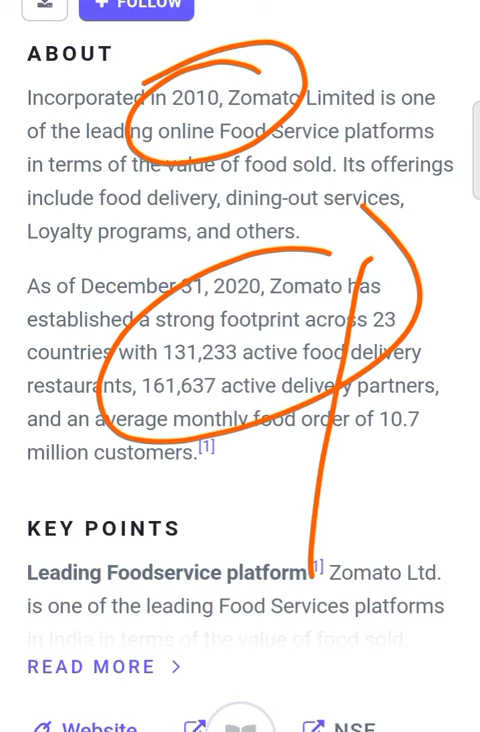 FOLLOW
ABOUT
Incorporated in 2010, Zomato Limited is one
of the leading online Food Service platforms
in terms of the value of food sold. Its offerings
include food delivery, dining-out services,
Loyalty programs, and others.
As of December 31, 2020, Zomato has
established a strong footprint across 23
countries with 131,233 active food delivery
restaurants, 161,637 active delivery partners,
and an average monthly food order of 10.7
million customers.[1]
KEY POINTS
Leading Foodservice platform[1] Zomato Ltd.
is one of the leading Food Services platforms
in India in terms of the value of food sold
READ MORE
Website NSE